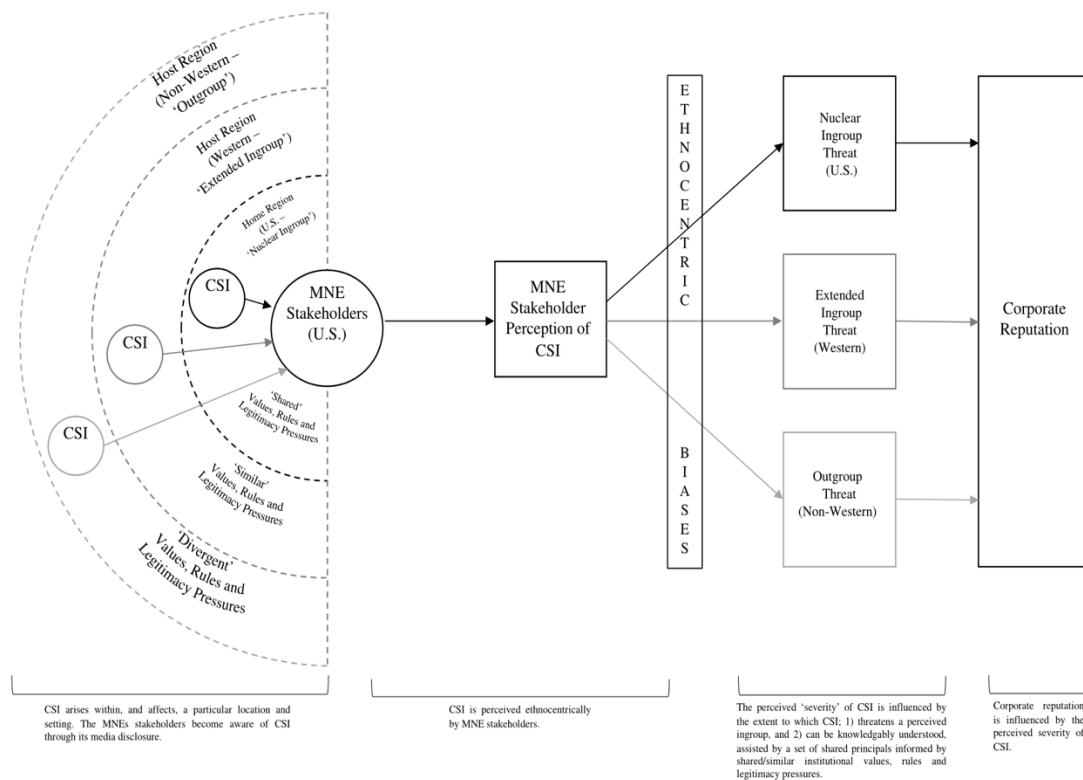 Host Region
(Non-Western –
‘Outgroup’)
Host Region
(Western –
‘Extended Ingroup’)
Home Region
(U.S. –
‘Nuclear Ingroup’)
CSI
CSI
CSI
MNE
Stakeholders
(U.S.)
‘Shared’
Values, Rules and
Legitimacy Pressures
‘Similar’
Values, Rules and
Legitimacy Pressures
‘Divergent’
Values, Rules and
Legitimacy Pressures
MNE
Stakeholder
Perception of
CSI
ETHNOCENTRIC
BIASES
Nuclear
Ingroup
Threat
(U.S.)
Extended
Ingroup
Threat
(Western)
Outgroup
Threat
(Non-Western)
Corporate
Reputation
CSI arises within, and affects, a particular location and
setting. The MNEs stakeholders become aware of CSI
through its media disclosure.
CSI is perceived ethnocentrically
by MNE stakeholders.
The perceived ‘severity’ of CSI is influenced by
the extent to which CSI; 1) threatens a perceived
ingroup, and 2) can be knowledgably understood,
assisted by a set of shared principals informed by
shared/similar institutional values, rules and
legitimacy pressures.
Corporate reputation
is influenced by the
perceived severity of
CSI.